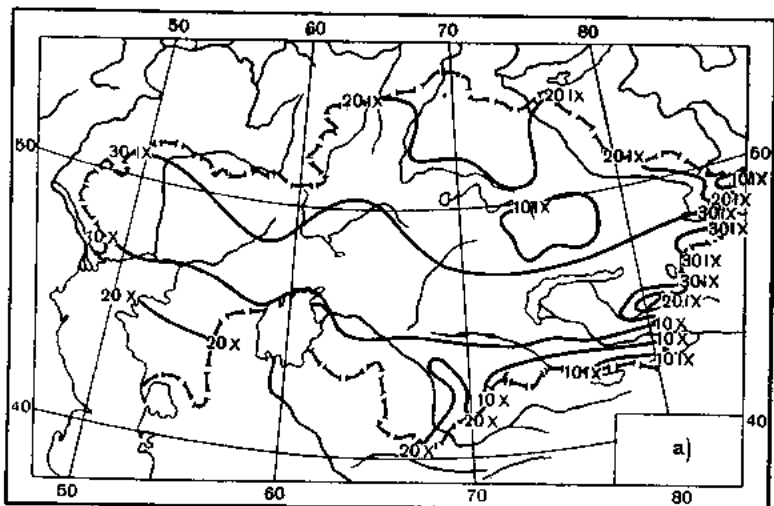 50 60 70 80
20 IX 20 IX
50 30 IX 20 IX 50
10 IX
10 IX 20 IX
30 IX
10 X 30 IX
30 IX
30 IX
20 X 20 IX
10 X
20 X 10 X
10 IX 10 IX
40 10 X 40
20 X
20 X а)
50 60 70 80